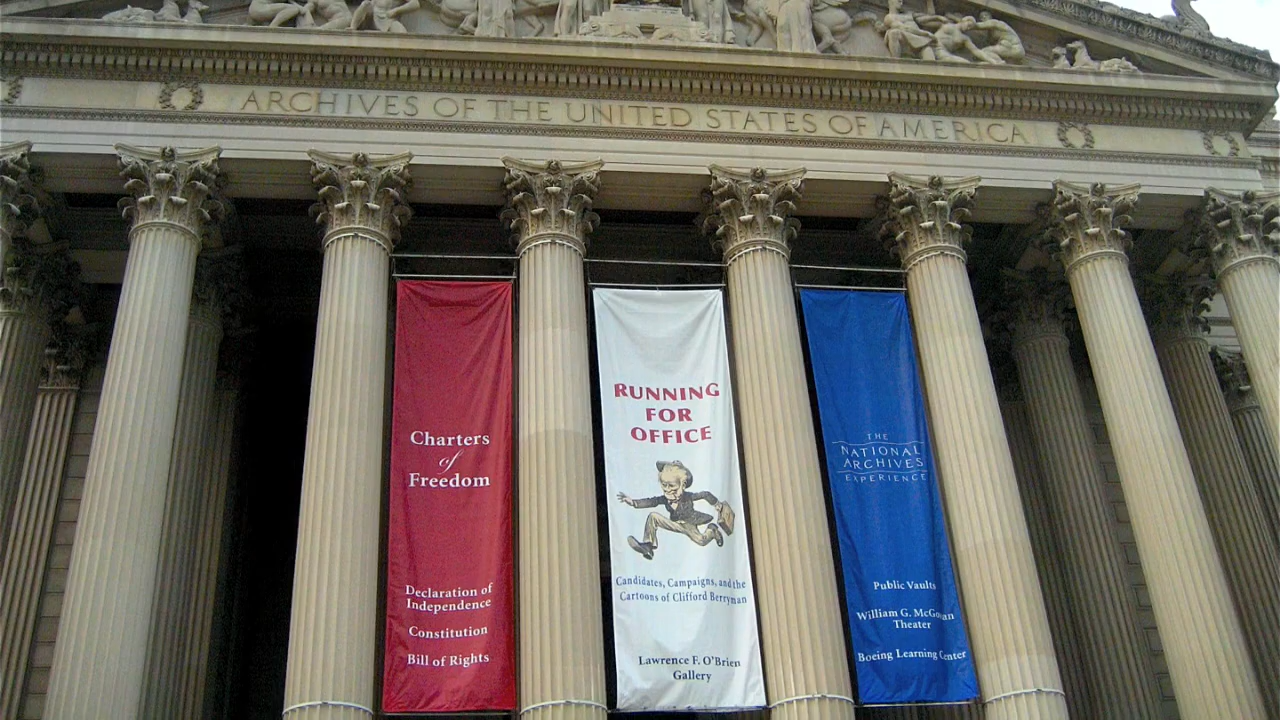 ARCHIVES OF THE UNITED STATES OF AMERICA
Charters
of
Freedom
Declaration of
Independence
Constitution
Bill of Rights
RUNNING
FOR
OFFICE
Candidates, Campaigns, and the
Cartoons of Clifford Berryman
Lawrence F. O'Brien
Gallery
THE
NATIONAL
ARCHIVES
EXPERIENCE
Public Vaults
William G. McGowan
Theater
Boeing Learning Center